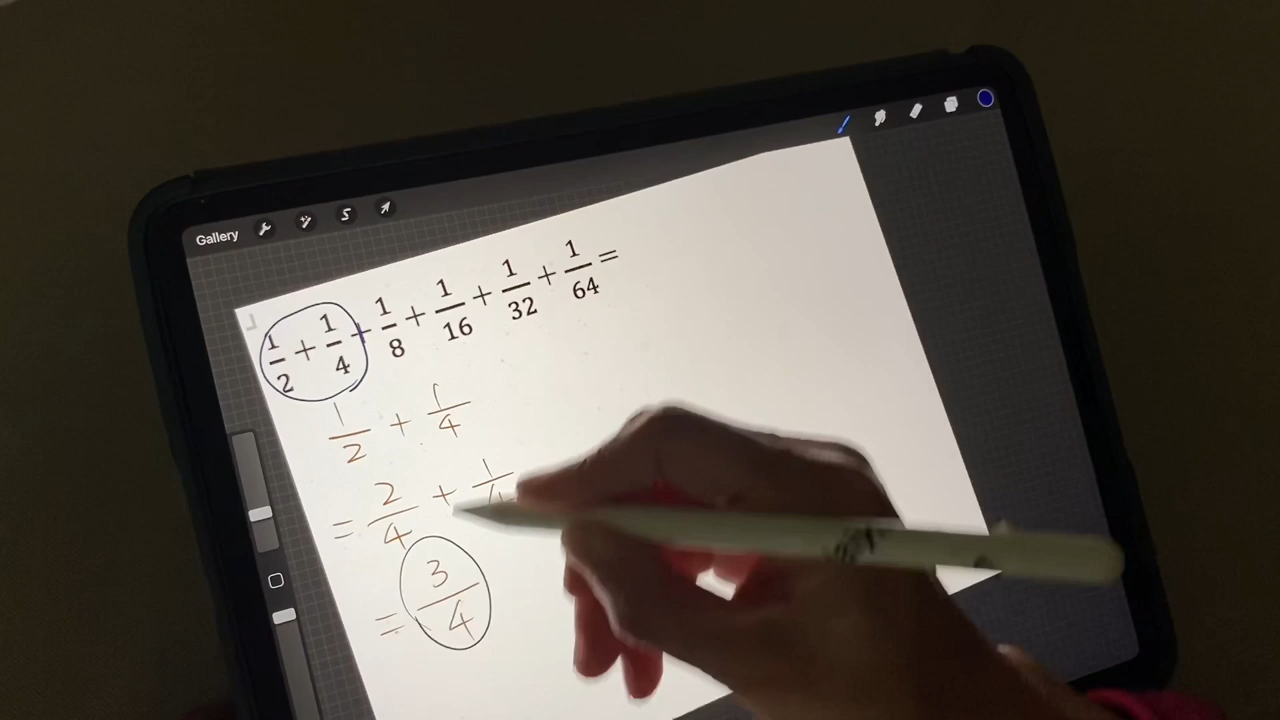 Gallery
1/2 + 1/4 + 1/8 + 1/16 + 1/32 + 1/64 =
1/2 + 1/4
= 2/4 + 1/4
= 3/4